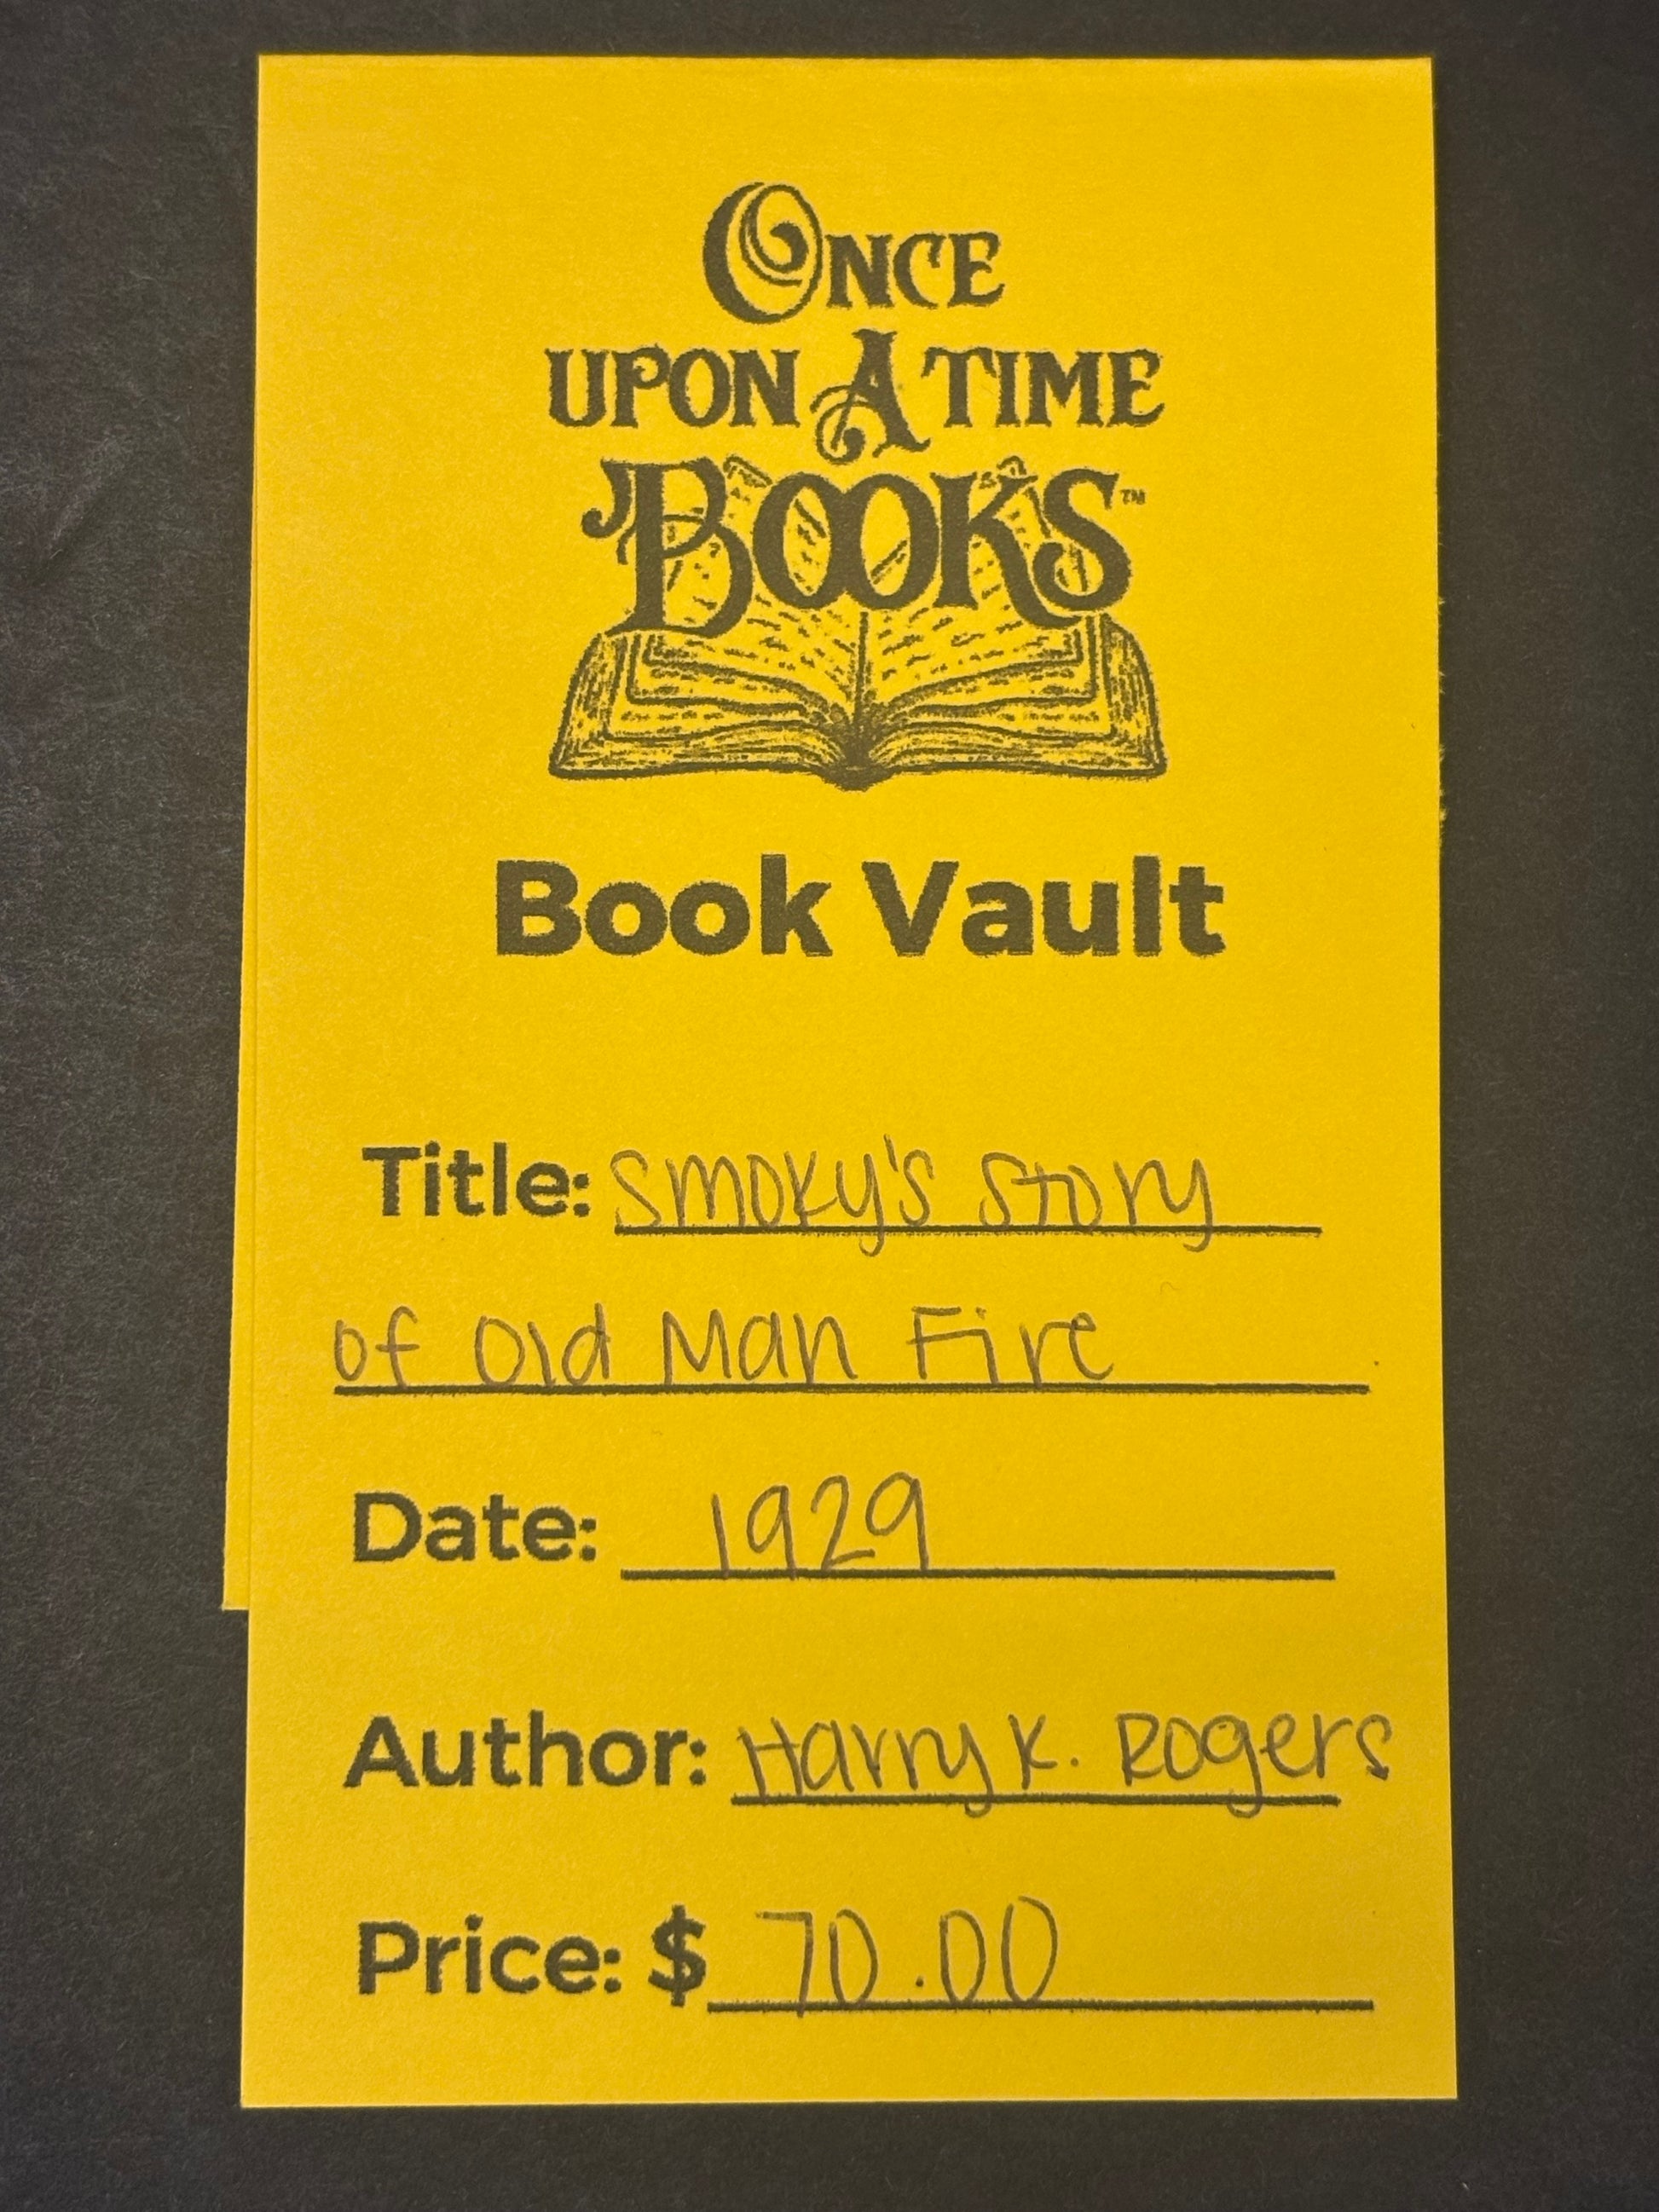 ONCE
UPON A TIME
BOOKS™
Book Vault
Title: Smoky's Story
of Old Man Fire
Date: 1929
Author: Harry K. Rogers
Price: $ 70.00